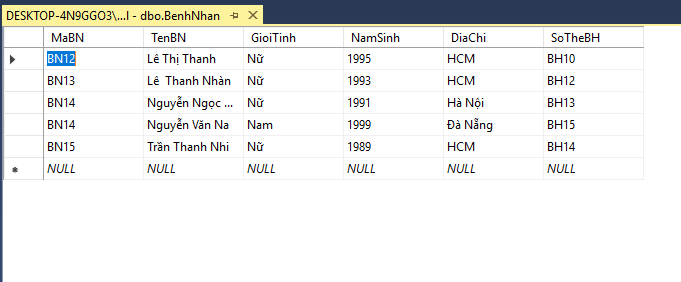 DESKTOP-4N9GGO3\...l - dbo.BenhNhan
MaBN TenBN GioiTinh NamSinh DiaChi SoTheBH
BN12 Lê Thị Thanh Nữ 1995 HCM BH10
BN13 Lê  Thanh Nhàn Nữ 1993 HCM BH12
BN14 Nguyễn Ngọc ... Nữ 1991 Hà Nội BH13
BN14 Nguyễn Văn Na Nam 1999 Đà Nẵng BH15
BN15 Trần Thanh Nhi Nữ 1989 HCM BH14
NULL NULL NULL NULL NULL NULL